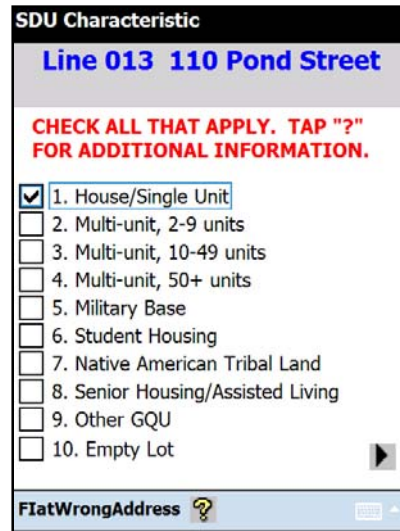 SDU Characteristic
Line 013 110 Pond Street
CHECK ALL THAT APPLY. TAP "?"
FOR ADDITIONAL INFORMATION.
1. House/Single Unit
2. Multi-unit, 2-9 units
3. Multi-unit, 10-49 units
4. Multi-unit, 50+ units
5. Military Base
6. Student Housing
7. Native American Tribal Land
8. Senior Housing/Assisted Living
9. Other GQU
10. Empty Lot
FIatWrongAddress ?